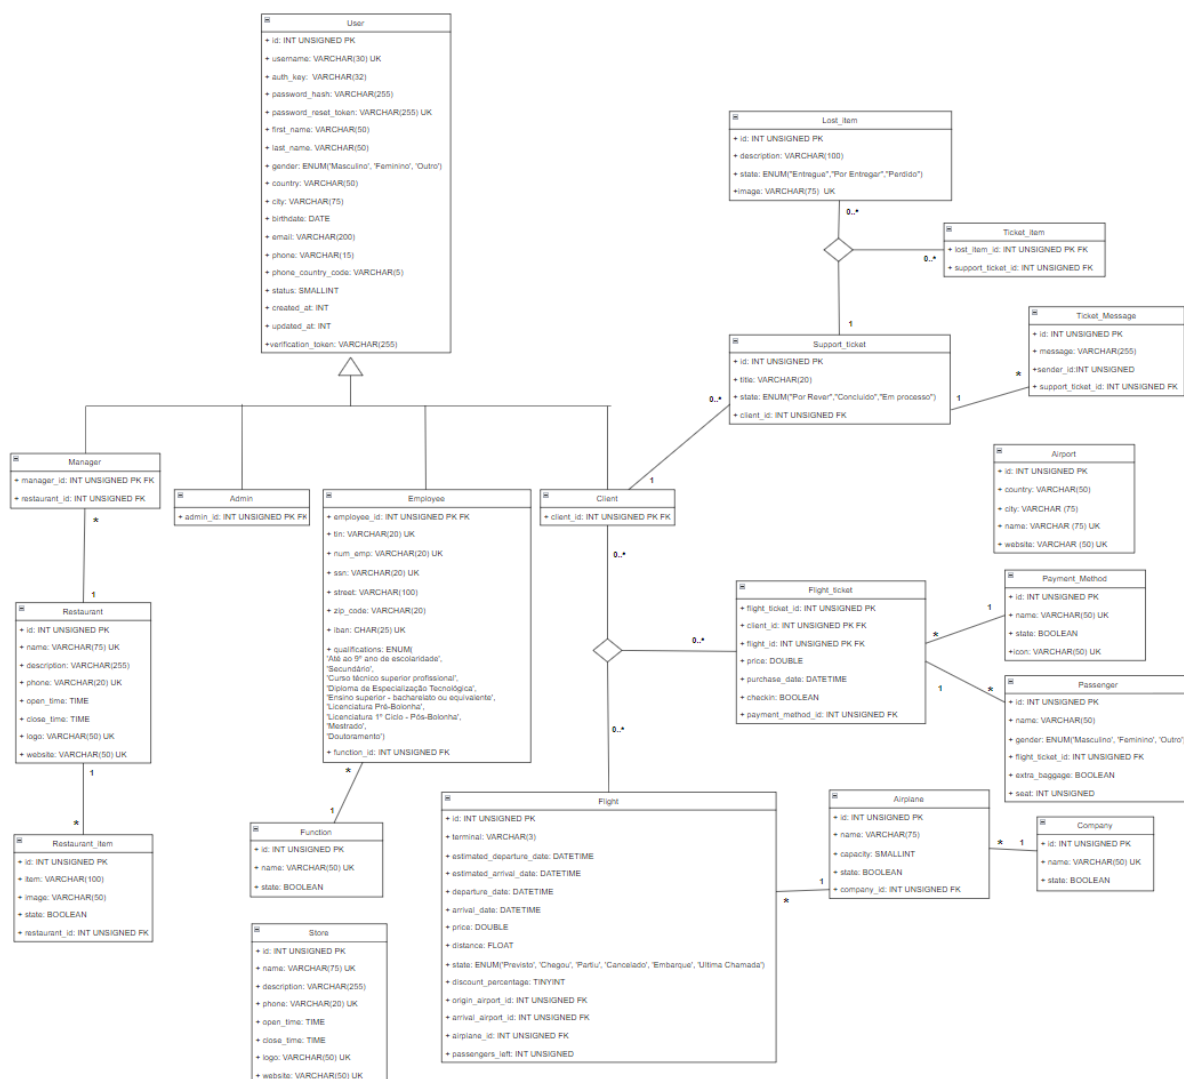 User
+ id: INT UNSIGNED PK
+ username: VARCHAR(30) UK
+ auth_key: VARCHAR(32)
+ password_hash: VARCHAR(255)
+ password_reset_token: VARCHAR(255) UK
+ first_name: VARCHAR(50)
+ last_name. VARCHAR(50)
+ gender: ENUM('Masculino', 'Feminino', 'Outro')
+ country: VARCHAR(50)
+ city: VARCHAR(75)
+ birthdate: DATE
+ email: VARCHAR(200)
+ phone: VARCHAR(15)
+ phone_country_code: VARCHAR(5)
+ status: SMALLINT
+ created_at: INT
+ updated_at: INT
+verification_token: VARCHAR(255)
Lost_item
+ id: INT UNSIGNED PK
+ description: VARCHAR(100)
+ state: ENUM("Entregue","Por Entregar","Perdido")
+image: VARCHAR(75) UK
0..*
0..*
1
Ticket_item
+ lost_item_id: INT UNSIGNED PK FK
+ support_ticket_id: INT UNSIGNED FK
Support_ticket
+ id: INT UNSIGNED PK
+ title: VARCHAR(20)
+ state: ENUM("Por Rever","Concluido","Em processo")
+ client_id: INT UNSIGNED FK
1
*
Ticket_Message
+ id: INT UNSIGNED PK
+ message: VARCHAR(255)
+sender_id:INT UNSIGNED
+ support_ticket_id: INT UNSIGNED FK
0..*
1
Manager
+ manager_id: INT UNSIGNED PK FK
+ restaurant_id: INT UNSIGNED FK
*
1
Admin
+ admin_id: INT UNSIGNED PK FK
Employee
+ employee_id: INT UNSIGNED PK FK
+ tin: VARCHAR(20) UK
+ num_emp: VARCHAR(20) UK
+ ssn: VARCHAR(20) UK
+ street: VARCHAR(100)
+ zip_code: VARCHAR(20)
+ iban: CHAR(25) UK
+ qualifications: ENUM(
'Até ao 9º ano de escolaridade',
'Secundário',
'Curso técnico superior profissional',
'Diploma de Especialização Tecnológica',
'Ensino superior - bacharelato ou equivalente',
'Licenciatura Pré-Bolonha',
'Licenciatura 1º Ciclo - Pós-Bolonha',
'Mestrado',
'Doutoramento')
+ function_id: INT UNSIGNED FK
*
1
Client
+ client_id: INT UNSIGNED PK FK
0..*
0..*
0..*
Airport
+ id: INT UNSIGNED PK
+ country: VARCHAR(50)
+ city: VARCHAR (75)
+ name: VARCHAR (75) UK
+ website: VARCHAR (50) UK
Restaurant
+ id: INT UNSIGNED PK
+ name: VARCHAR(75) UK
+ description: VARCHAR(255)
+ phone: VARCHAR(20) UK
+ open_time: TIME
+ close_time: TIME
+ logo: VARCHAR(50) UK
+ website: VARCHAR(50) UK
1
*
Flight_ticket
+ flight_ticket_id: INT UNSIGNED PK
+ client_id: INT UNSIGNED PK FK
+ flight_id: INT UNSIGNED PK FK
+ price: DOUBLE
+ purchase_date: DATETIME
+ checkin: BOOLEAN
+ payment_method_id: INT UNSIGNED FK
*
1
1
*
Payment_Method
+ id: INT UNSIGNED PK
+ name: VARCHAR(50) UK
+ state: BOOLEAN
+icon: VARCHAR(50) UK
Passenger
+ id: INT UNSIGNED PK
+ name: VARCHAR(50)
+ gender: ENUM('Masculino', 'Feminino', 'Outro')
+ flight_ticket_id: INT UNSIGNED FK
+ extra_baggage: BOOLEAN
+ seat: INT UNSIGNED
Restaurant_item
+ id: INT UNSIGNED PK
+ item: VARCHAR(100)
+ image: VARCHAR(50)
+ state: BOOLEAN
+ restaurant_id: INT UNSIGNED FK
Function
+ id: INT UNSIGNED PK
+ name: VARCHAR(50) UK
+ state: BOOLEAN
Flight
+ id: INT UNSIGNED PK
+ terminal: VARCHAR(3)
+ estimated_departure_date: DATETIME
+ estimated_arrival_date: DATETIME
+ departure_date: DATETIME
+ arrival_date: DATETIME
+ price: DOUBLE
+ distance: FLOAT
+ state: ENUM('Previsto', 'Chegou', 'Partiu', 'Cancelado', 'Embarque', 'Ultima Chamada')
+ discount_percentage: TINYINT
+ origin_airport_id: INT UNSIGNED FK
+ arrival_airport_id: INT UNSIGNED FK
+ airplane_id: INT UNSIGNED FK
+ passengers_left: INT UNSIGNED
*
1
Airplane
+ id: INT UNSIGNED PK
+ name: VARCHAR(75)
+ capacity: SMALLINT
+ state: BOOLEAN
+ company_id: INT UNSIGNED FK
*
1
Company
+ id: INT UNSIGNED PK
+ name: VARCHAR(50) UK
+ state: BOOLEAN
Store
+ id: INT UNSIGNED PK
+ name: VARCHAR(75) UK
+ description: VARCHAR(255)
+ phone: VARCHAR(20) UK
+ open_time: TIME
+ close_time: TIME
+ logo: VARCHAR(50) UK
+ website: VARCHAR(50) UK